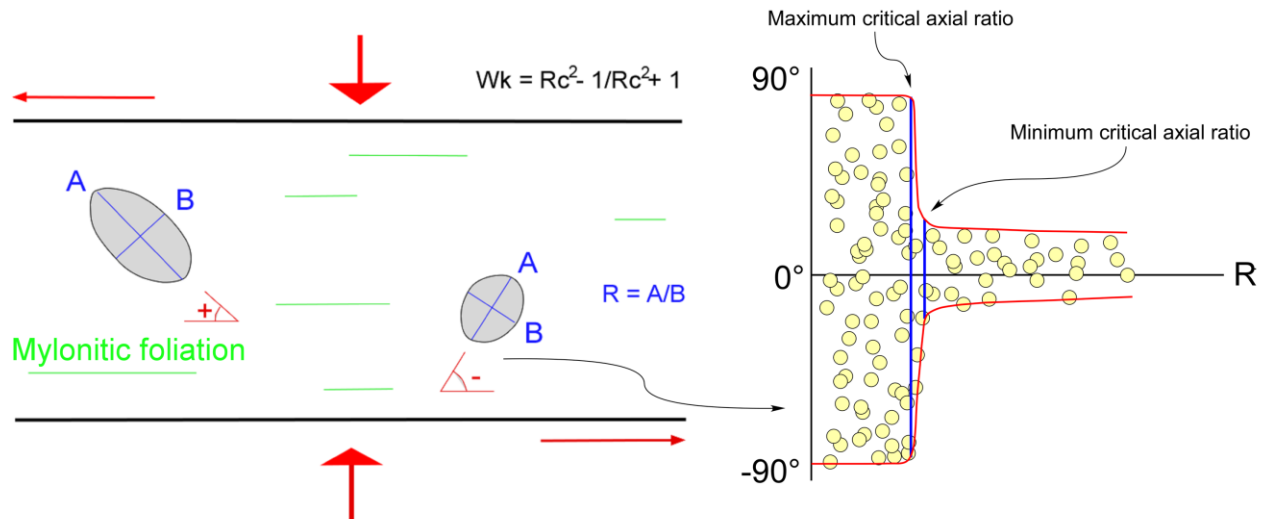 Maximum critical axial ratio
Wk = Rc²- 1/Rc²+ 1
90°
Minimum critical axial ratio
A
B
A
R = A/B
B
+
-
Mylonitic foliation
0°
R
-90°